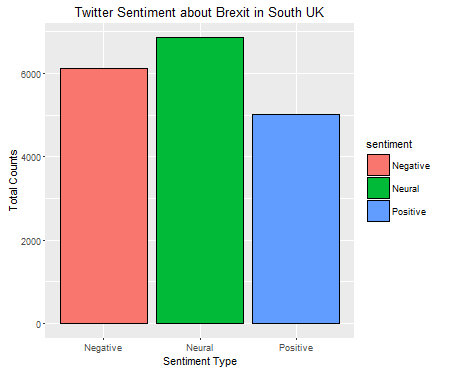 Twitter Sentiment about Brexit in South UK
Total Counts
6000
4000
2000
0
Negative
Neural
Positive
Sentiment Type
sentiment
Negative
Neural
Positive